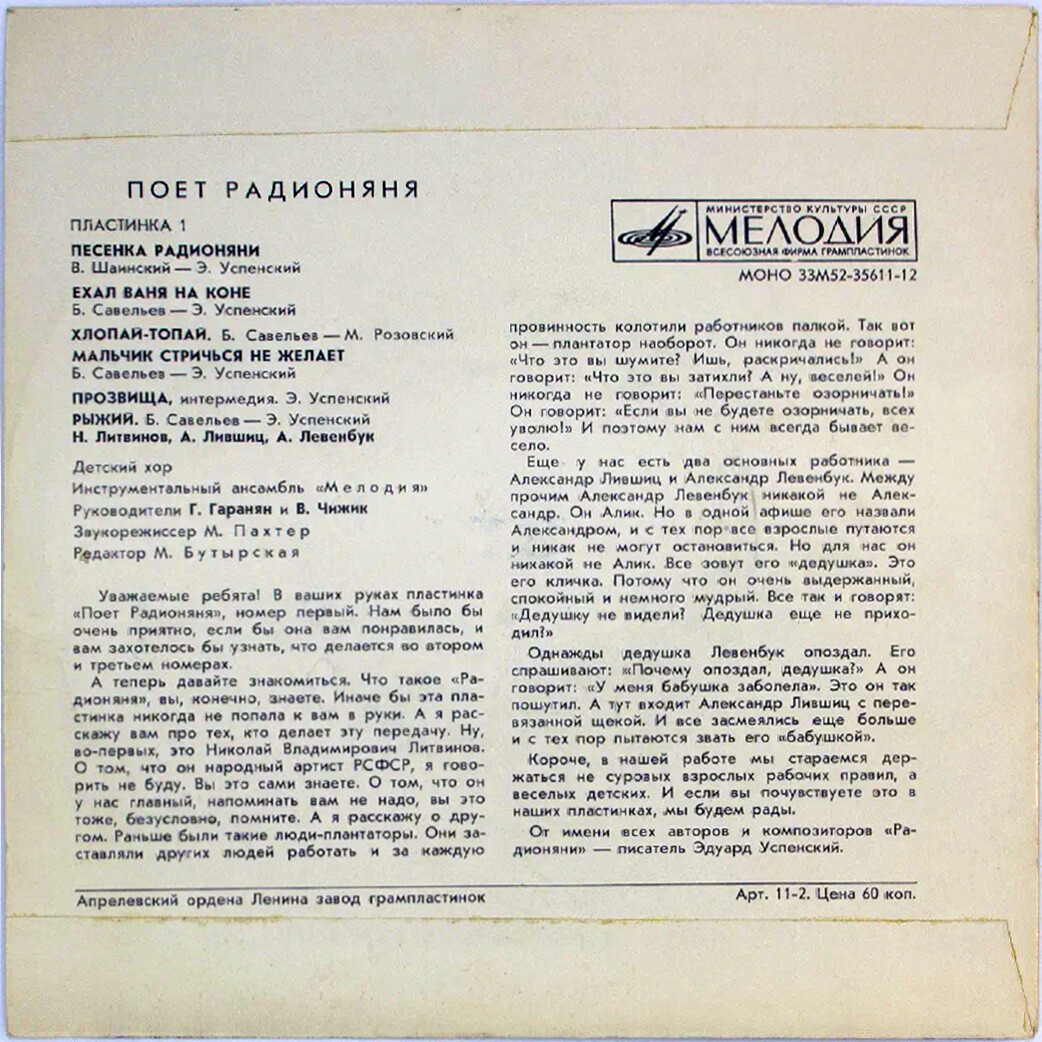 ПОЕТ РАДИОНЯНЯ
ПЛАСТИНКА 1
ПЕСЕНКА РАДИОНЯНИ
В. Шаинский — Э. Успенский
ЕХАЛ ВАНЯ НА КОНЕ
Б. Савельев — Э. Успенский
ХЛОПАЙ-ТОПАЙ. Б. Савельев — М. Розовский
МАЛЬЧИК СТРИЧЬСЯ НЕ ЖЕЛАЕТ
Б. Савельев — Э. Успенский
ПРОЗВИЩА, интермедия. Э. Успенский
РЫЖИЙ. Б. Савельев — Э. Успенский
Н. Литвинов, А. Лившиц, А. Левенбук
Детский хор
Инструментальный ансамбль «Мелодия»
Руководители Г. Гаранян и В. Чижик
Звукорежиссер М. Пахтер
Редактор М. Бутырская
Уважаемые ребята! В ваших руках пластинка
«Поет Радионяня», номер первый. Нам было бы
очень приятно, если бы она вам понравилась, и
вам захотелось бы узнать, что делается во втором
и третьем номерах.
А теперь давайте знакомиться. Что такое «Ра-
дионяня», вы, конечно, знаете. Иначе бы эта пла-
стинка никогда не попала к вам в руки. А я рас-
скажу вам про тех, кто делает эту передачу. Ну,
во-первых, это Николай Владимирович Литвинов.
О том, что он народный артист РСФСР, я гово-
рить не буду. Вы это сами знаете. О том, что он
у нас главный, напоминать вам не надо, вы это
тоже, безусловно, помните. А я расскажу о дру-
гом. Раньше были такие люди-плантаторы. Они за-
ставляли других людей работать и за каждую
МИНИСТЕРСТВО КУЛЬТУРЫ СССР
МЕЛОДИЯ
ВСЕСОЮЗНАЯ ФИРМА ГРАМПЛАСТИНОК
МОНО 33М52-35611-12
провинность колотили работников палкой. Так вот
он — плантатор наоборот. Он никогда не говорит:
«Что это вы шумите? Ишь, раскричались!» А он
говорит: «Что это вы затихли? А ну, веселей!» Он
никогда не говорит: «Перестаньте озорничать!»
Он говорит: «Если вы не будете озорничать, всех
уволю!» И поэтому нам с ним всегда бывает ве-
село.
Еще у нас есть два основных работника —
Александр Лившиц и Александр Левенбук. Между
прочим Александр Левенбук никакой не Алек-
сандр. Он Алик. Но в одной афише его назвали
Александром, и с тех пор все взрослые путаются
и никак не могут остановиться. Но для нас он
никакой не Алик. Все зовут его «дедушка». Это
его кличка. Потому что он очень выдержанный,
спокойный и немного мудрый. Все так и говорят:
«Дедушку не видели? Дедушка еще не прихо-
дил?»
Однажды дедушка Левенбук опоздал. Его
спрашивают: «Почему опоздал, дедушка?» А он
говорит: «У меня бабушка заболела». Это он так
пошутил. А тут входит Александр Лившиц с пере-
вязанной щекой. И все засмеялись еще больше
и с тех пор пытаются звать его «бабушкой».
Короче, в нашей работе мы стараемся дер-
жаться не суровых взрослых рабочих правил, а
веселых детских. И если вы почувствуете это в
наших пластинках, мы будем рады.
От имени всех авторов и композиторов «Ра-
дионяни» — писатель Эдуард Успенский.
Апрелевский ордена Ленина завод грампластинок
Арт. 11-2. Цена 60 коп.